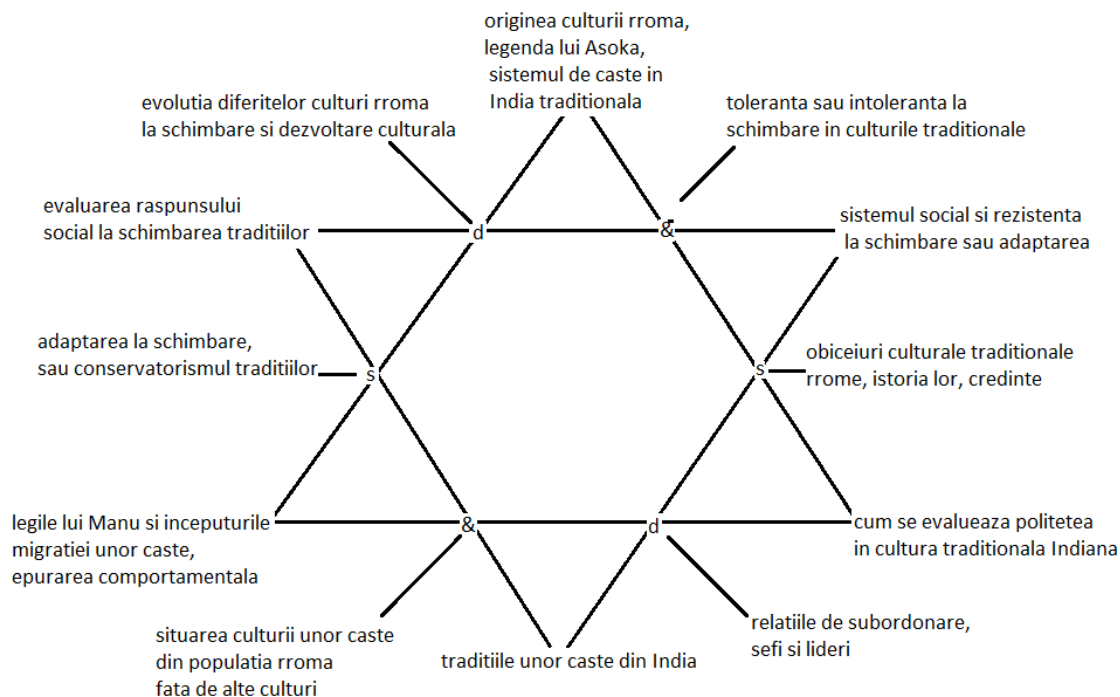 originea culturii rroma,
legenda lui Asoka,
sistemul de caste in
India traditionala
evolutia diferitelor culturi rroma
la schimbare si dezvoltare culturala
toleranta sau intoleranta la
schimbare in culturile traditionale
evaluarea raspunsului
social la schimbarea traditiilor
d
&
sistemul social si rezistenta
la schimbare sau adaptarea
adaptarea la schimbare,
sau conservatorismul traditiilor
s
s
obiceiuri culturale traditionale
rrome, istoria lor, credinte
legile lui Manu si inceputurile
migratiei unor caste,
epurarea comportamentala
&
d
cum se evalueaza politetea
in cultura traditionala Indiana
situarea culturii unor caste
din populatia rroma
fata de alte culturi
traditiile unor caste din India
relatiile de subordonare,
sefi si lideri